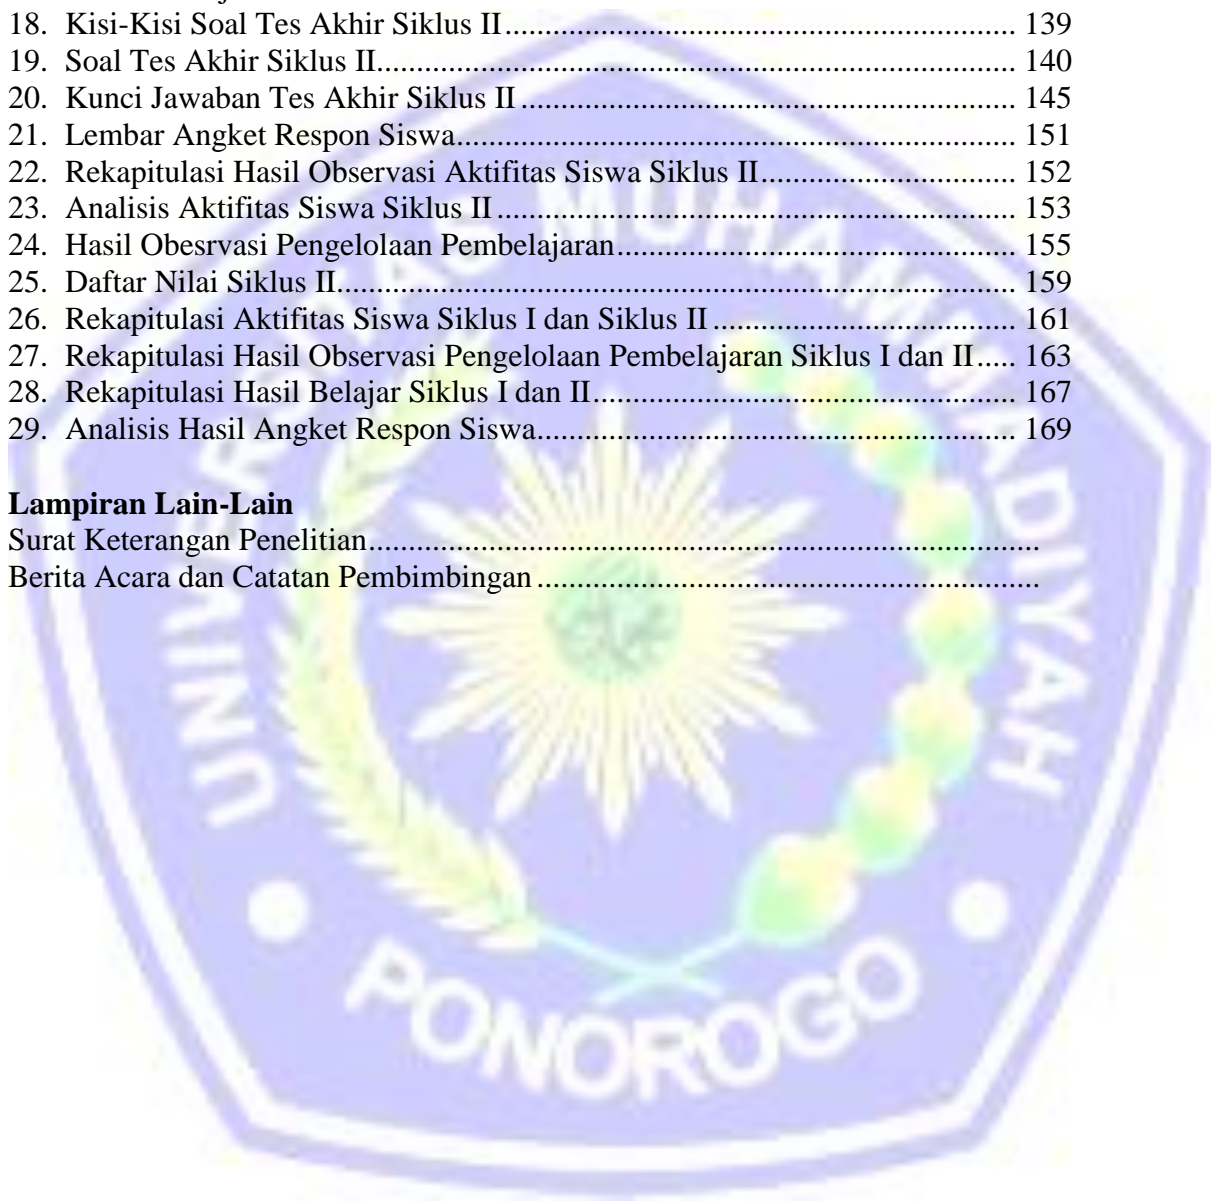 18. Kisi-Kisi Soal Tes Akhir Siklus II................................................................ 139
19. Soal Tes Akhir Siklus II................................................................................ 140
20. Kunci Jawaban Tes Akhir Siklus II.............................................................. 145
21. Lembar Angket Respon Siswa...................................................................... 151
22. Rekapitulasi Hasil Observasi Aktifitas Siswa Siklus II................................ 152
23. Analisis Aktifitas Siswa Siklus II................................................................. 153
24. Hasil Obesrvasi Pengelolaan Pembelajaran.................................................. 155
25. Daftar Nilai Siklus II..................................................................................... 159
26. Rekapitulasi Aktifitas Siswa Siklus I dan Siklus II...................................... 161
27. Rekapitulasi Hasil Observasi Pengelolaan Pembelajaran Siklus I dan II..... 163
28. Rekapitulasi Hasil Belajar Siklus I dan II..................................................... 167
29. Analisis Hasil Angket Respon Siswa............................................................ 169
Lampiran Lain-Lain
Surat Keterangan Penelitian....................................................................................
Berita Acara dan Catatan Pembimbingan...............................................................
UNIVERSITAS MUHAMMADIYAH
PONOROGO